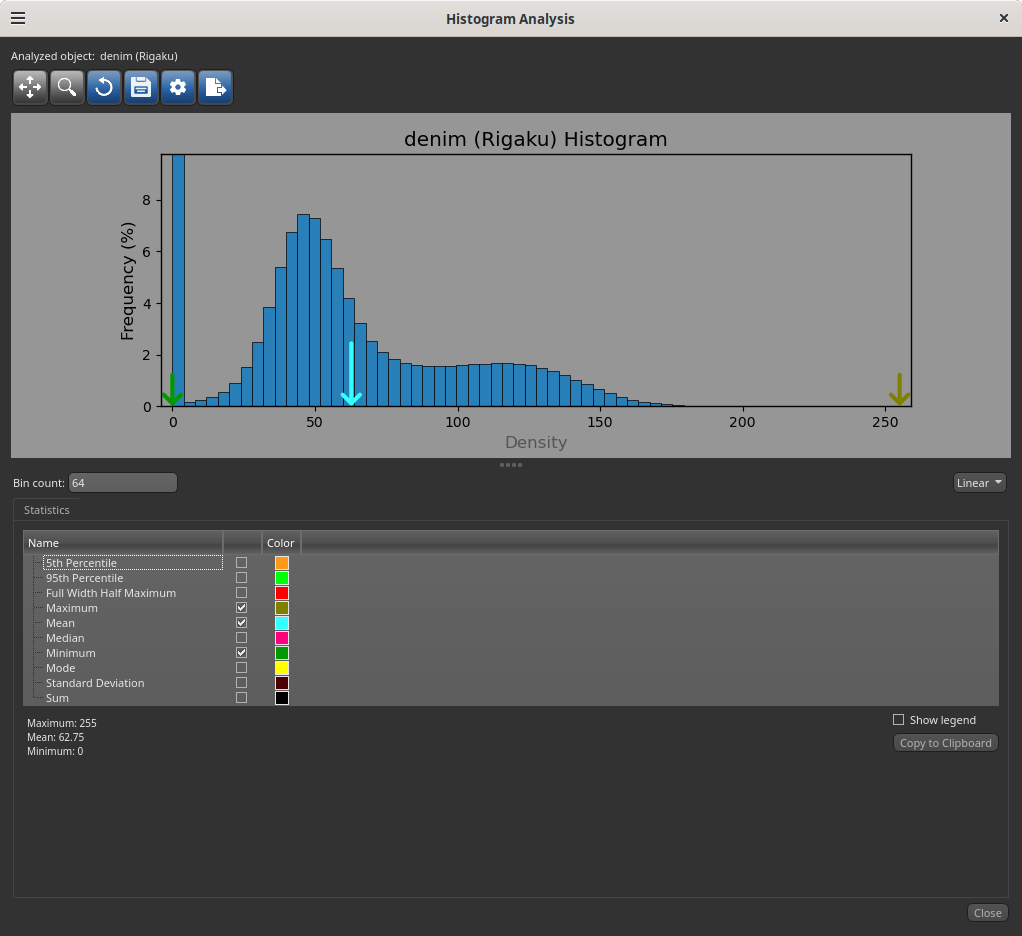 Histogram Analysis
Analyzed object: denim (Rigaku)
denim (Rigaku) Histogram
8
6
4
2
0
Frequency (%)
0 50 100 150 200 250
Density
Bin count: 64
Linear
Statistics
Name Color
5th Percentile
95th Percentile
Full Width Half Maximum
Maximum
Mean
Median
Minimum
Mode
Standard Deviation
Sum
Maximum: 255
Mean: 62.75
Minimum: 0
Show legend
Copy to Clipboard
Close